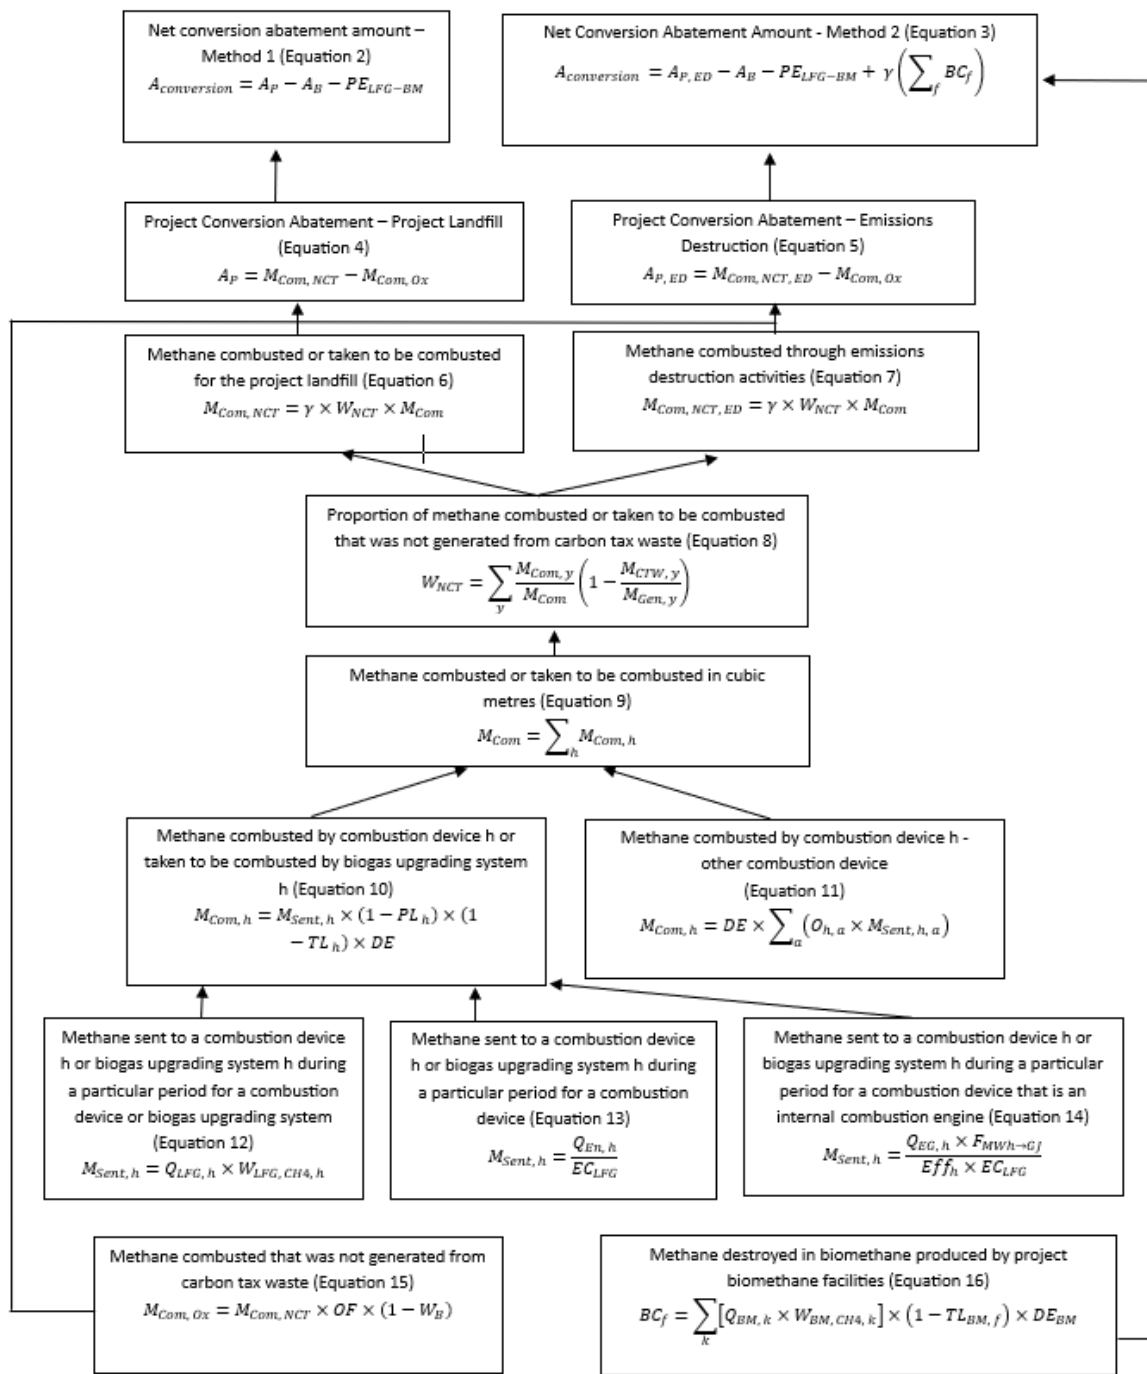 Net conversion abatement amount –
Method 1 (Equation 2)
A_conversion = A_P − A_B − PE_LFG−BM
Net Conversion Abatement Amount - Method 2 (Equation 3)
A_conversion = A_P, ED − A_B − PE_LFG−BM + γ(∑_f BC_f)
Project Conversion Abatement – Project Landfill
(Equation 4)
A_P = M_Com, NCT − M_Com, Ox
Project Conversion Abatement – Emissions
Destruction (Equation 5)
A_P, ED = M_Com, NCT, ED − M_Com, Ox
Methane combusted or taken to be combusted
for the project landfill (Equation 6)
M_Com, NCT = γ × W_NCT × M_Com
Methane combusted through emissions
destruction activities (Equation 7)
M_Com, NCT, ED = γ × W_NCT × M_Com
Proportion of methane combusted or taken to be combusted
that was not generated from carbon tax waste (Equation 8)
W_NCT = ∑_y M_Com, y / M_Com (1 − M_CTW, y / M_Gen, y)
Methane combusted or taken to be combusted in cubic
metres (Equation 9)
M_Com = ∑_h M_Com, h
Methane combusted by combustion device h or
taken to be combusted by biogas upgrading system
h (Equation 10)
M_Com, h = M_Sent, h × (1 − PL_h) × (1
− TL_h) × DE
Methane combusted by combustion device h -
other combustion device
(Equation 11)
M_Com, h = DE × ∑_a (O_h, a × M_Sent, h, a)
Methane sent to a combustion device
h or biogas upgrading system h during
a particular period for a combustion
device or biogas upgrading system
(Equation 12)
M_Sent, h = Q_LFG, h × W_LFG, CH4, h
Methane sent to a combustion device
h or biogas upgrading system h during
a particular period for a combustion
device (Equation 13)
M_Sent, h = Q_En, h / EC_LFG
Methane sent to a combustion device h or
biogas upgrading system h during a particular
period for a combustion device that is an
internal combustion engine (Equation 14)
M_Sent, h = Q_EG, h × F_MWh→GJ / Eff_h × EC_LFG
Methane combusted that was not generated from
carbon tax waste (Equation 15)
M_Com, Ox = M_Com, NCT × OF × (1 − W_B)
Methane destroyed in biomethane produced by project
biomethane facilities (Equation 16)
BC_f = ∑_k [Q_BM, k × W_BM, CH4, k] × (1 − TL_BM, f) × DE_BM